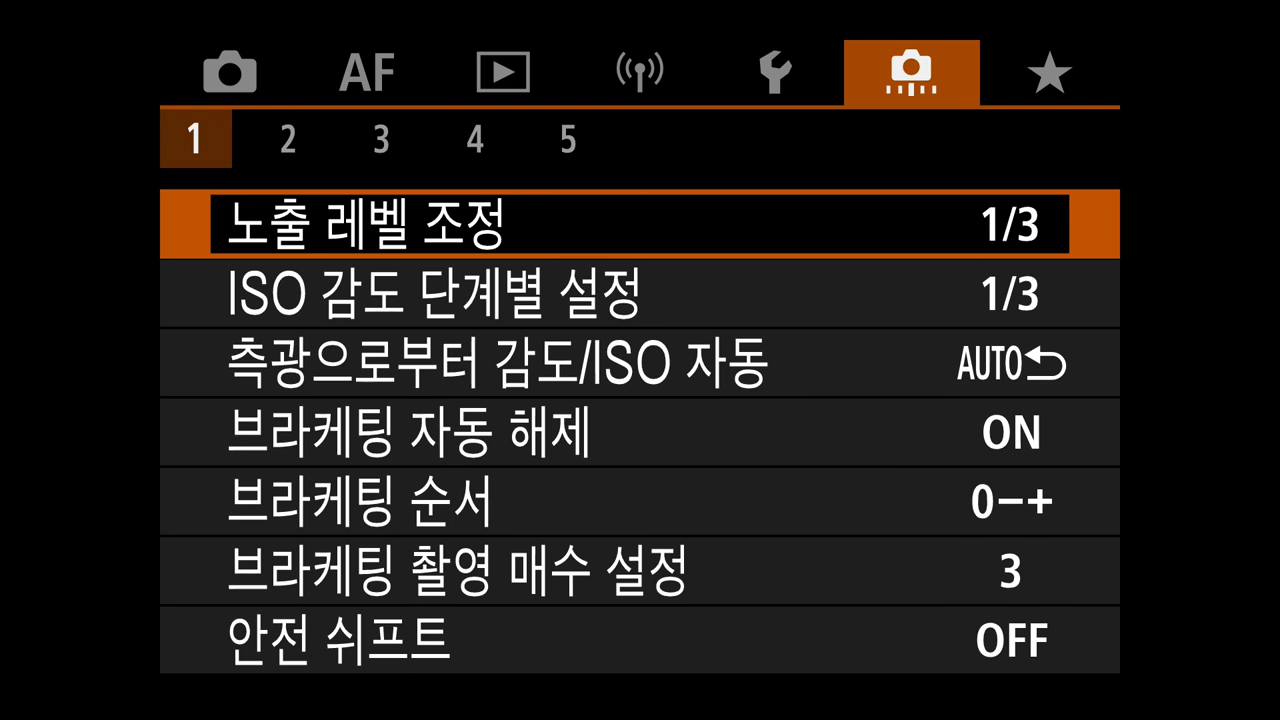 AF
1 2 3 4 5
노출 레벨 조정 1/3
ISO 감도 단계별 설정 1/3
측광으로부터 감도/ISO 자동 AUTO
브라케팅 자동 해제 ON
브라케팅 순서 0−+
브라케팅 촬영 매수 설정 3
안전 쉬프트 OFF